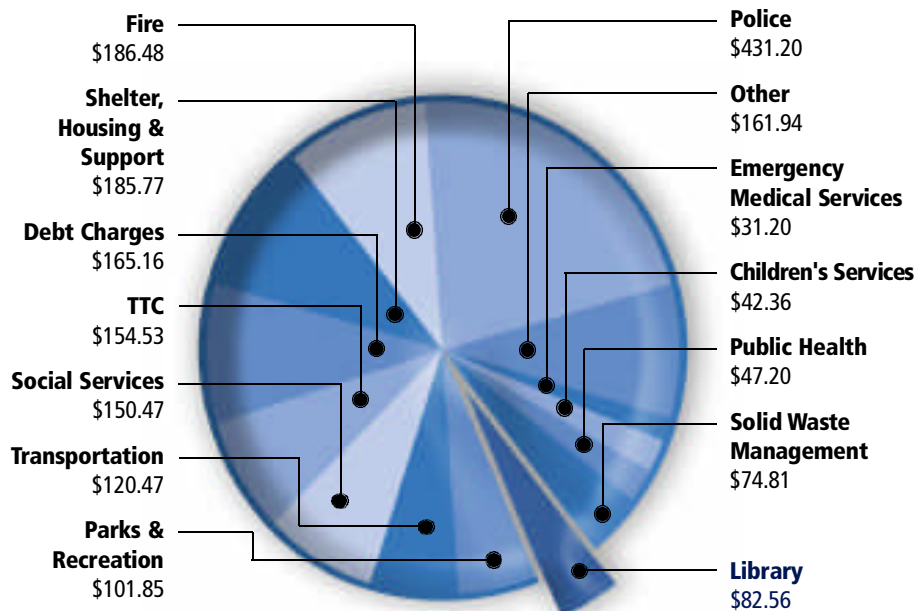 Fire
$186.48
Shelter,
Housing &
Support
$185.77
Debt Charges
$165.16
TTC
$154.53
Social Services
$150.47
Transportation
$120.47
Parks &
Recreation
$101.85
Police
$431.20
Other
$161.94
Emergency
Medical Services
$31.20
Children's Services
$42.36
Public Health
$47.20
Solid Waste
Management
$74.81
Library
$82.56